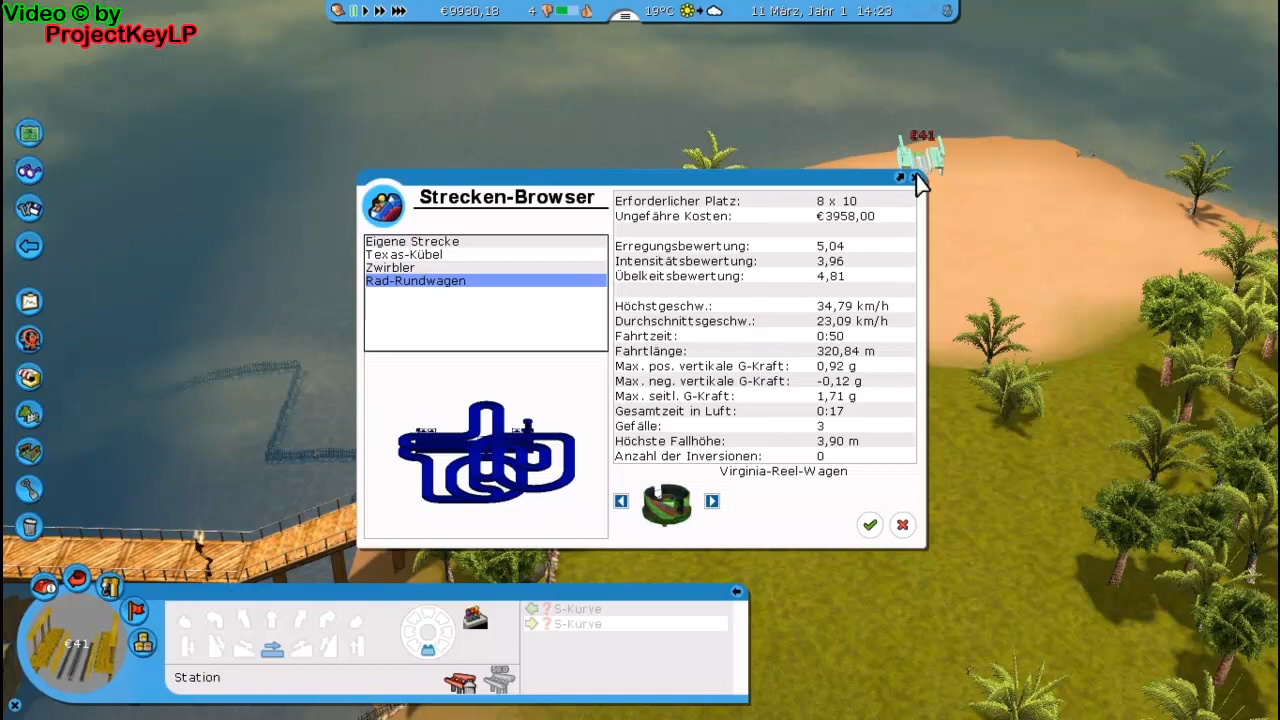 Video © by
ProjectKeyLP
€9930,18
4
19°C
11 März, Jahr 1 14:23
€41
Strecken-Browser
Eigene Strecke
Texas-Kübel
Zwirbler
Rad-Rundwagen
Erforderlicher Platz: 8 x 10
Ungefähre Kosten: €3958,00
Erregungsbewertung: 5,04
Intensitätsbewertung: 3,96
Übelkeitsbewertung: 4,81
Höchstgeschw.: 34,79 km/h
Durchschnittsgeschw.: 23,09 km/h
Fahrtzeit: 0:50
Fahrtlänge: 320,84 m
Max. pos. vertikale G-Kraft: 0,92 g
Max. neg. vertikale G-Kraft: -0,12 g
Max. seitl. G-Kraft: 1,71 g
Gesamtzeit in Luft: 0:17
Gefälle: 3
Höchste Fallhöhe: 3,90 m
Anzahl der Inversionen: 0
Virginia-Reel-Wagen
€41
Station
? S-Kurve
? S-Kurve